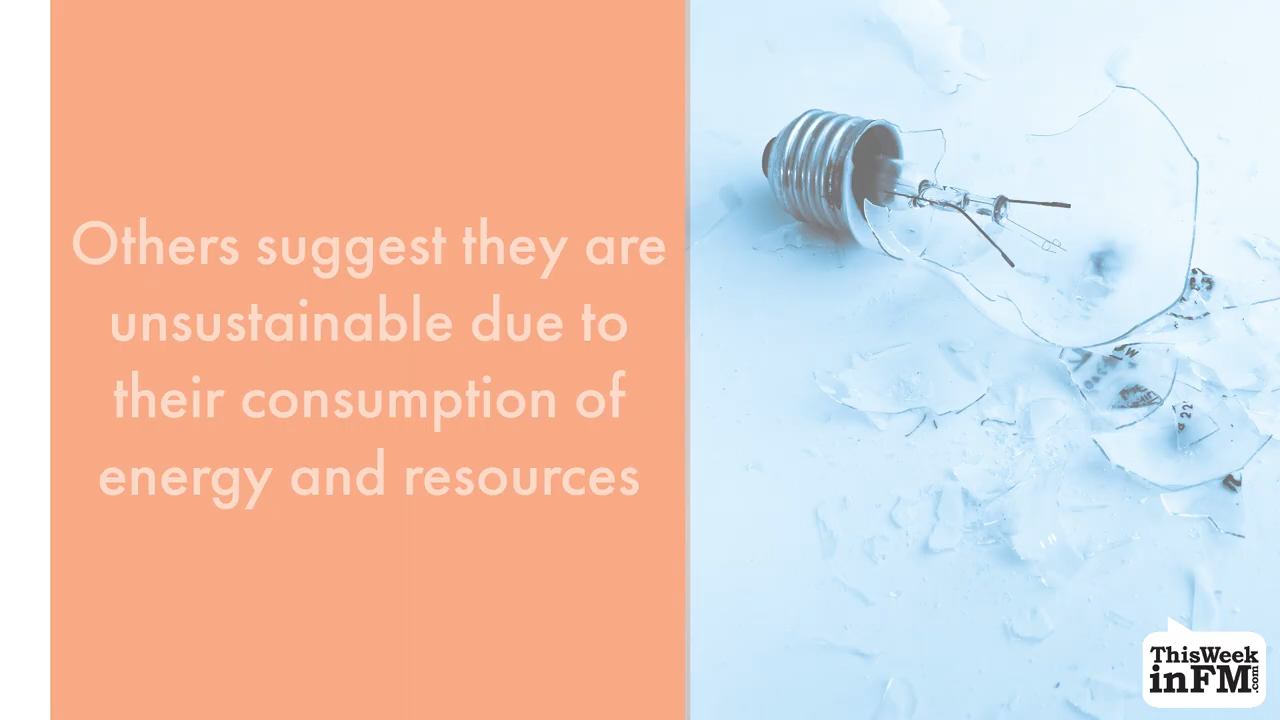 Others suggest they are
unsustainable due to
their consumption of
energy and resources
ThisWeek
inFM.com